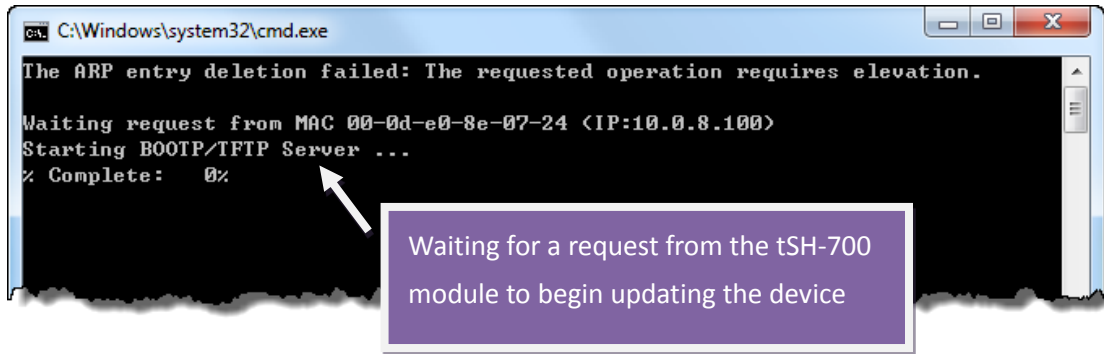 C:\Windows\system32\cmd.exe
The ARP entry deletion failed: The requested operation requires elevation.
Waiting request from MAC 00-0d-e0-8e-07-24 (IP:10.0.8.100)
Starting BOOTP/TFTP Server ...
% Complete:   0%
Waiting for a request from the tSH-700
module to begin updating the device